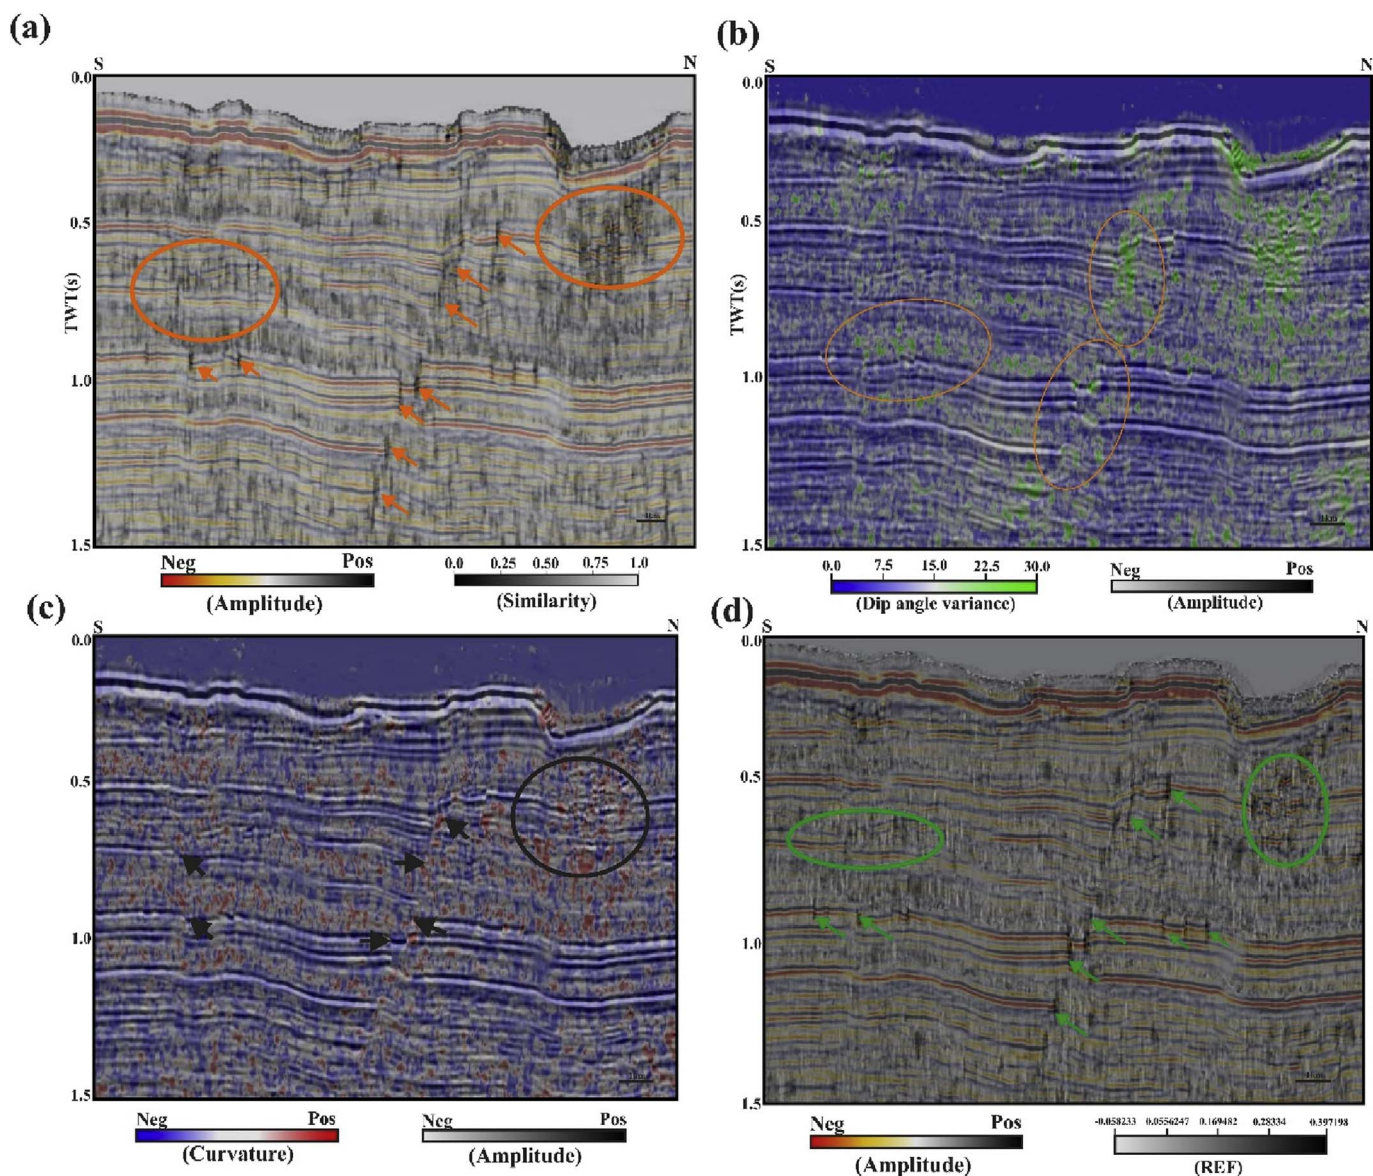 (a)
S N
0.0
0.5
TWT(s)
1.0
1.5
Neg Pos
(Amplitude)
0.0 0.25 0.50 0.75 1.0
(Similarity)
(b)
S N
0.0
0.5
TWT(s)
1.0
1.5
0.0 7.5 15.0 22.5 30.0
(Dip angle variance)
Neg Pos
(Amplitude)
(c)
S N
0.0
0.5
1.0
1.5
Neg Pos
(Curvature)
Neg Pos
(Amplitude)
(d)
S N
0.0
0.5
1.0
1.5
Neg Pos
(Amplitude)
-0.058233 0.0556247 0.169482 0.28334 0.397198
(REF)